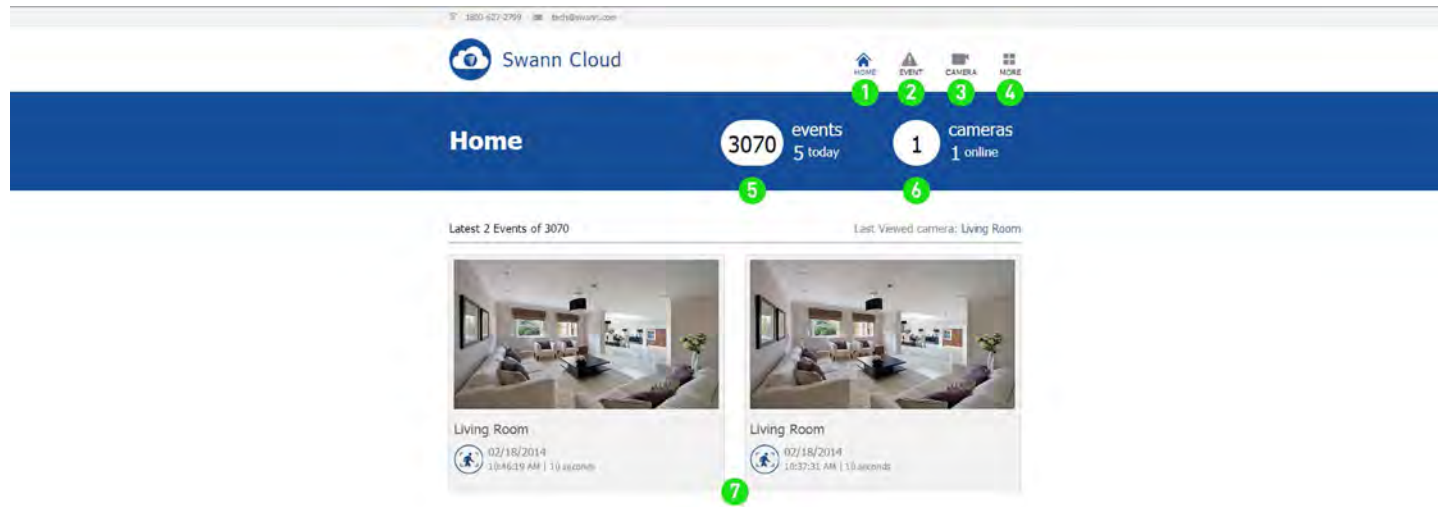 1800-627-2799 tech@swann.com
Swann Cloud
HOME EVENT CAMERA MORE
1 2 3 4
Home
3070 events
5 today
1 cameras
1 online
5 6
Latest 2 Events of 3070
Last Viewed camera: Living Room
Living Room
02/18/2014
10:46:19 AM | 10 seconds
Living Room
02/18/2014
10:37:31 AM | 10 seconds
7